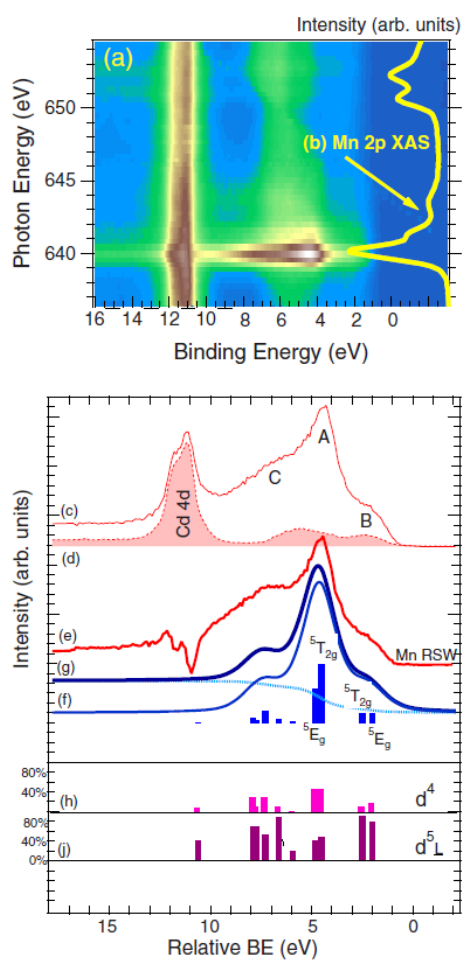 Intensity (arb. units)
(a)
Photon Energy (eV)
650
645
640
(b) Mn 2p XAS
16 14 12 10 8 6 4 2 0
Binding Energy (eV)
Intensity (arb. units)
(c)
Cd 4d
C
A
B
(d)
(e)
Mn RSW
(g)
⁵T₂g
⁵T₂g
(f)
⁵Eg
⁵Eg
80%
40%
(h)
d⁴
80%
40%
0%
(j)
d⁵L
15 10 5 0
Relative BE (eV)